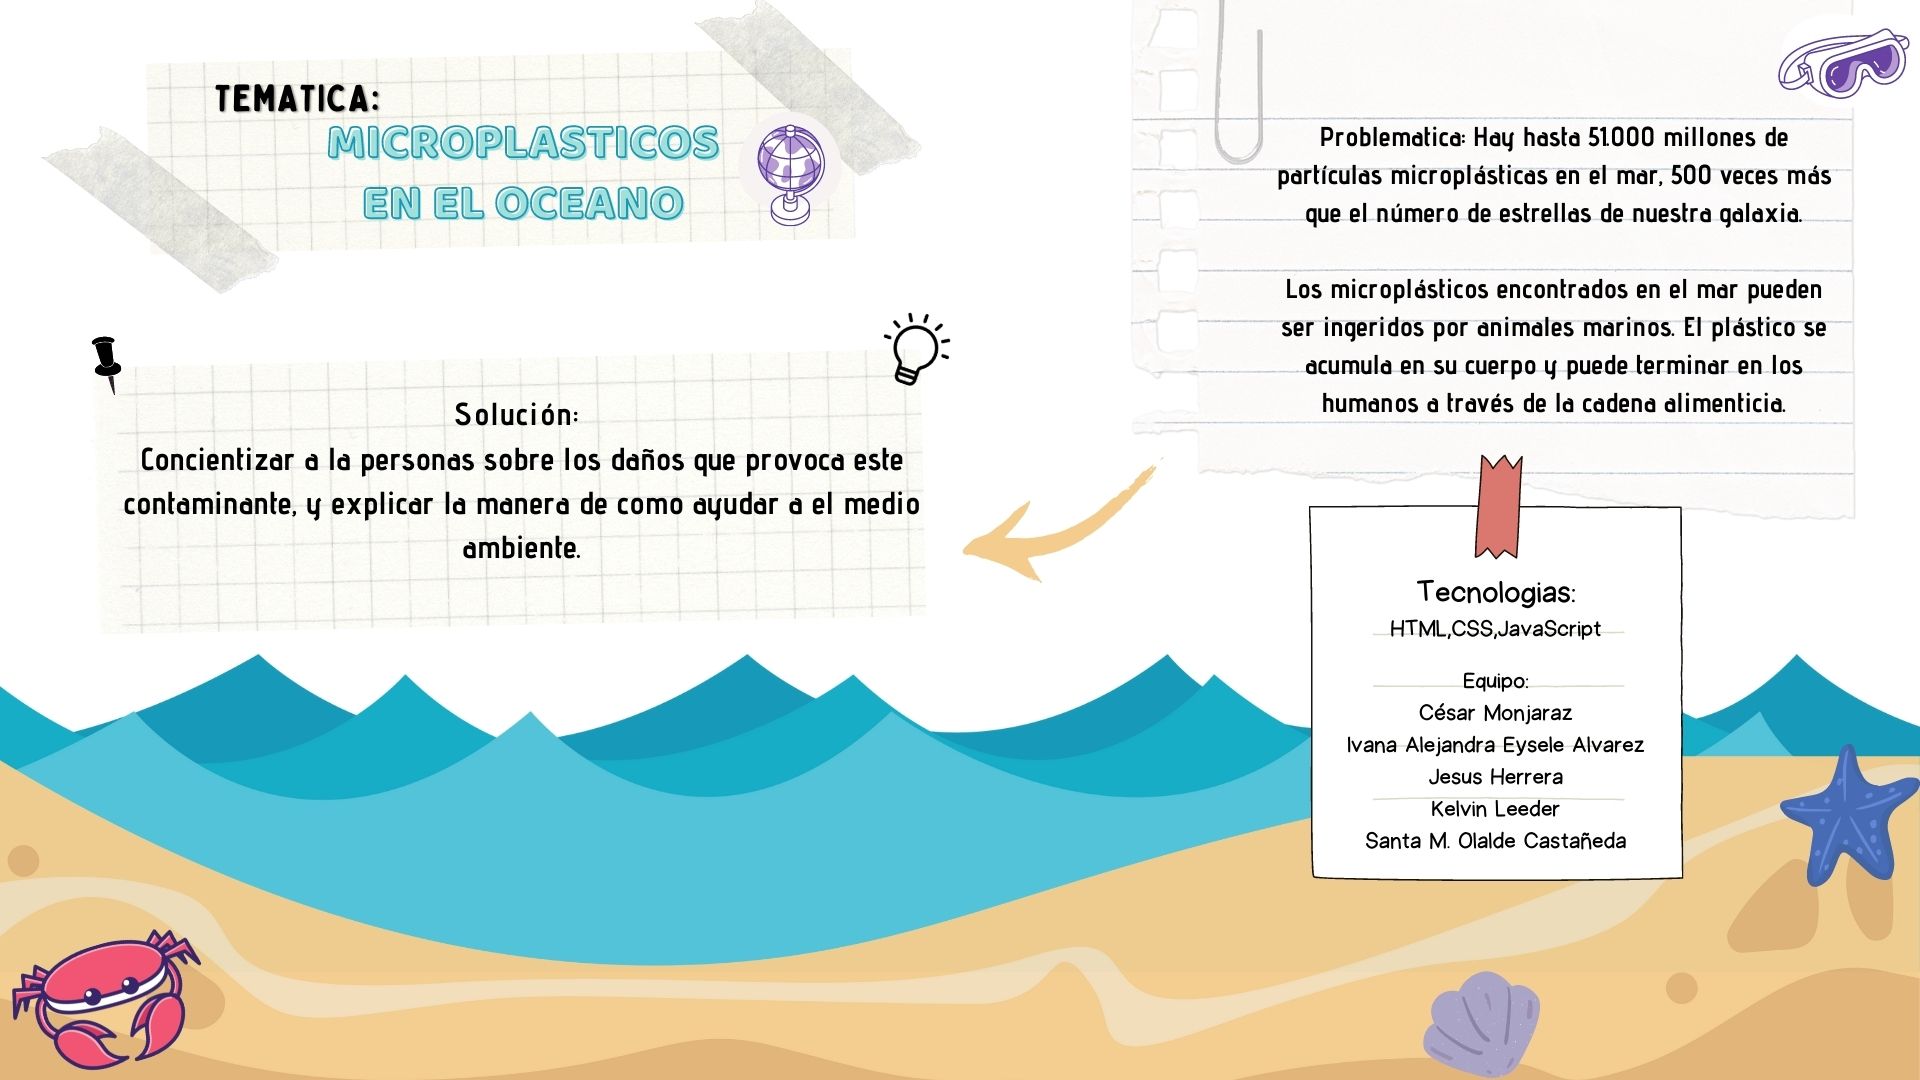 TEMATICA:
MICROPLASTICOS
EN EL OCEANO
Problematica: Hay hasta 51.000 millones de
partículas microplásticas en el mar, 500 veces más
que el número de estrellas de nuestra galaxia.
Los microplásticos encontrados en el mar pueden
ser ingeridos por animales marinos. El plástico se
acumula en su cuerpo y puede terminar en los
humanos a través de la cadena alimenticia.
Solución:
Concientizar a la personas sobre los daños que provoca este
contaminante, y explicar la manera de como ayudar a el medio
ambiente.
Tecnologias:
HTML,CSS,JavaScript
Equipo:
César Monjaraz
Ivana Alejandra Eysele Alvarez
Jesus Herrera
Kelvin Leeder
Santa M. Olalde Castañeda